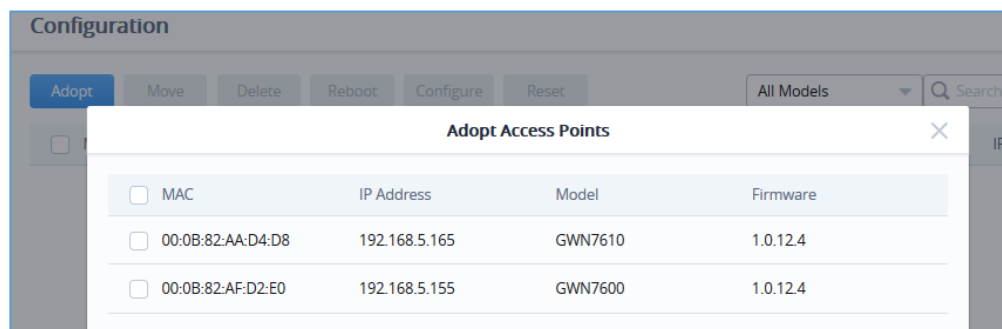 Configuration
Adopt Move Delete Reboot Configure Reset All Models Search
Adopt Access Points
MAC IP Address Model Firmware
00:0B:82:AA:D4:D8 192.168.5.165 GWN7610 1.0.12.4
00:0B:82:AF:D2:E0 192.168.5.155 GWN7600 1.0.12.4